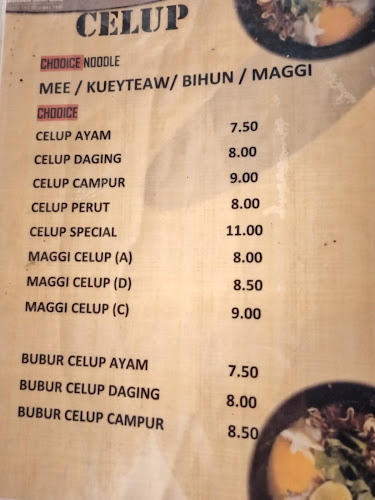 CELUP
CHOOICE NOODLE
MEE / KUEYTEAW/ BIHUN / MAGGI
CHOOICE
CELUP AYAM 7.50
CELUP DAGING 8.00
CELUP CAMPUR 9.00
CELUP PERUT 8.00
CELUP SPECIAL 11.00
MAGGI CELUP (A) 8.00
MAGGI CELUP (D) 8.50
MAGGI CELUP (C) 9.00
BUBUR CELUP AYAM 7.50
BUBUR CELUP DAGING 8.00
BUBUR CELUP CAMPUR 8.50